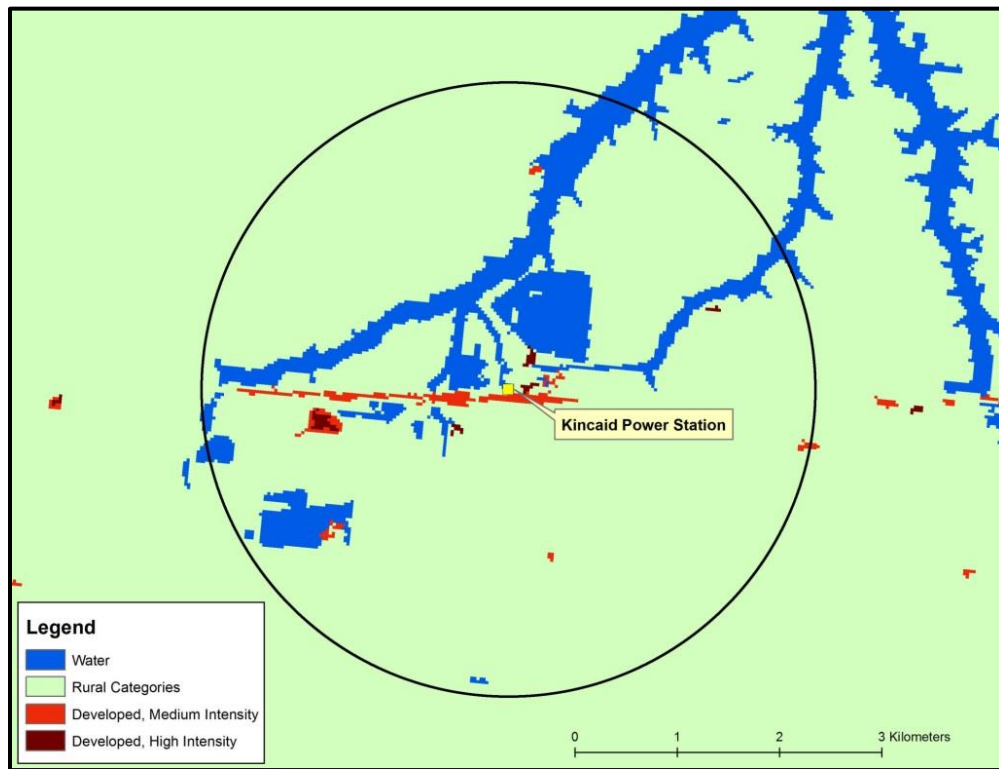 Kincaid Power Station
Legend
Water
Rural Categories
Developed, Medium Intensity
Developed, High Intensity
0 1 2 3 Kilometers